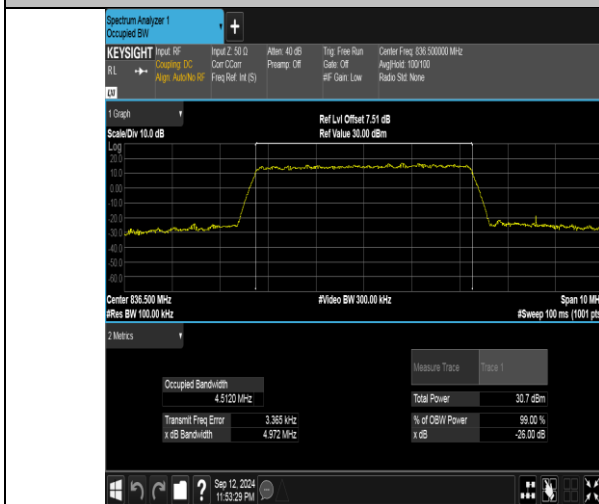 Spectrum Analyzer 1
Occupied BW
+
KEYSIGHT Input: RF Input Z: 50 Ω Atten: 40 dB Trig: Free Run Center Freq: 836.500000 MHz
RL Coupling: DC Corr CCorr Preamp: Off Gate: Off Avg|Hold: 100/100
Align: Auto/No RF Freq Ref: Int (S) #IF Gain: Low Radio Std: None
1 Graph
Ref Lvl Offset 7.51 dB
Scale/Div 10.0 dB Ref Value 30.00 dBm
Log
20.0
10.0
0.00
-10.0
-20.0
-30.0
-40.0
-50.0
-60.0
Center 836.500 MHz #Video BW 300.00 kHz Span 10 MH
#Res BW 100.00 kHz #Sweep 100 ms (1001 pts
2 Metrics
Measure Trace Trace 1
Occupied Bandwidth
4.5120 MHz Total Power 30.7 dBm
Transmit Freq Error 3.365 kHz % of OBW Power 99.00 %
x dB Bandwidth 4.972 MHz x dB -26.00 dB
? Sep 12, 2024
11:53:29 PM